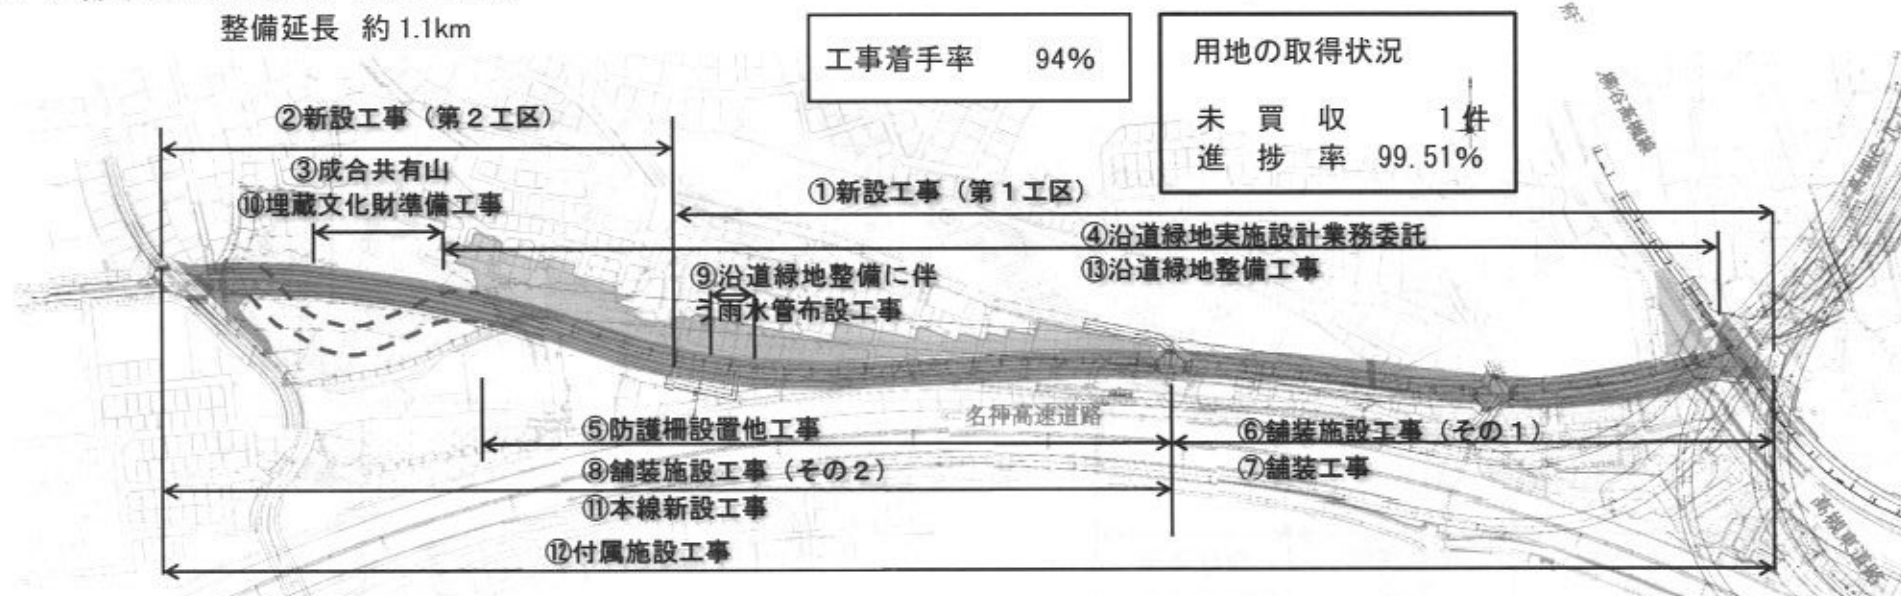 整備延長 約1.1km
工事着手率 94%
用地の取得状況
未買収 1件
進捗率 99.51%
②新設工事（第２工区）
③成合共有山
⑩埋蔵文化財準備工事
①新設工事（第１工区）
④沿道緑地実施設計業務委託
⑬沿道緑地整備工事
⑨沿道緑地整備に伴
う雨水管布設工事
名神高速道路
⑤防護柵設置他工事
⑥舗装施設工事（その１）
⑧舗装施設工事（その２）
⑦舗装工事
⑪本線新設工事
⑫付属施設工事
高槻東道路